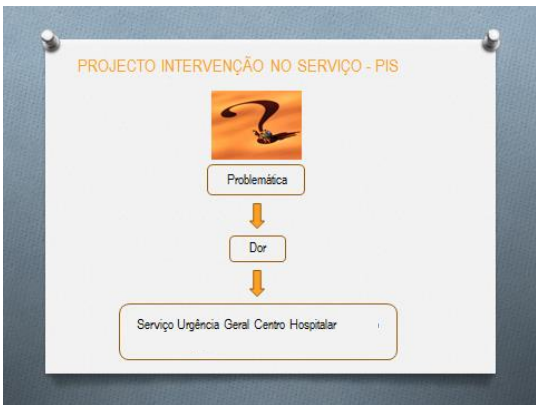 PROJECTO INTERVENÇÃO NO SERVIÇO - PIS
Problemática
Dor
Serviço Urgência Geral Centro Hospitalar